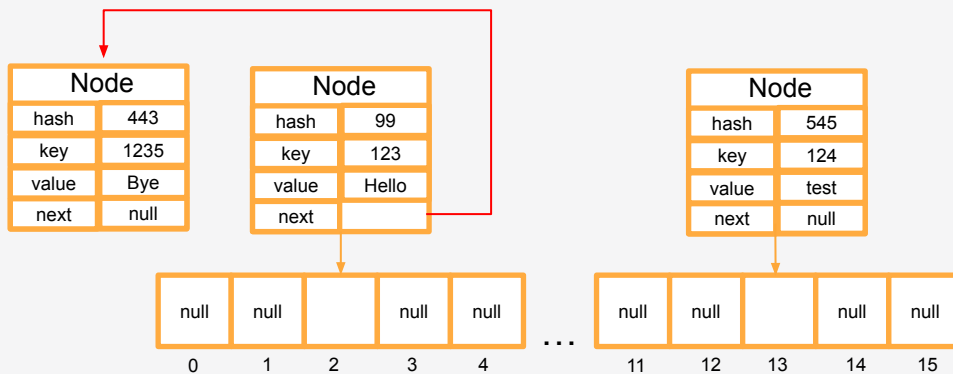 Node
hash 443
key 1235
value Bye
next null
Node
hash 99
key 123
value Hello
next
Node
hash 545
key 124
value test
next null
null null null null ... null null null null
0 1 2 3 4 11 12 13 14 15